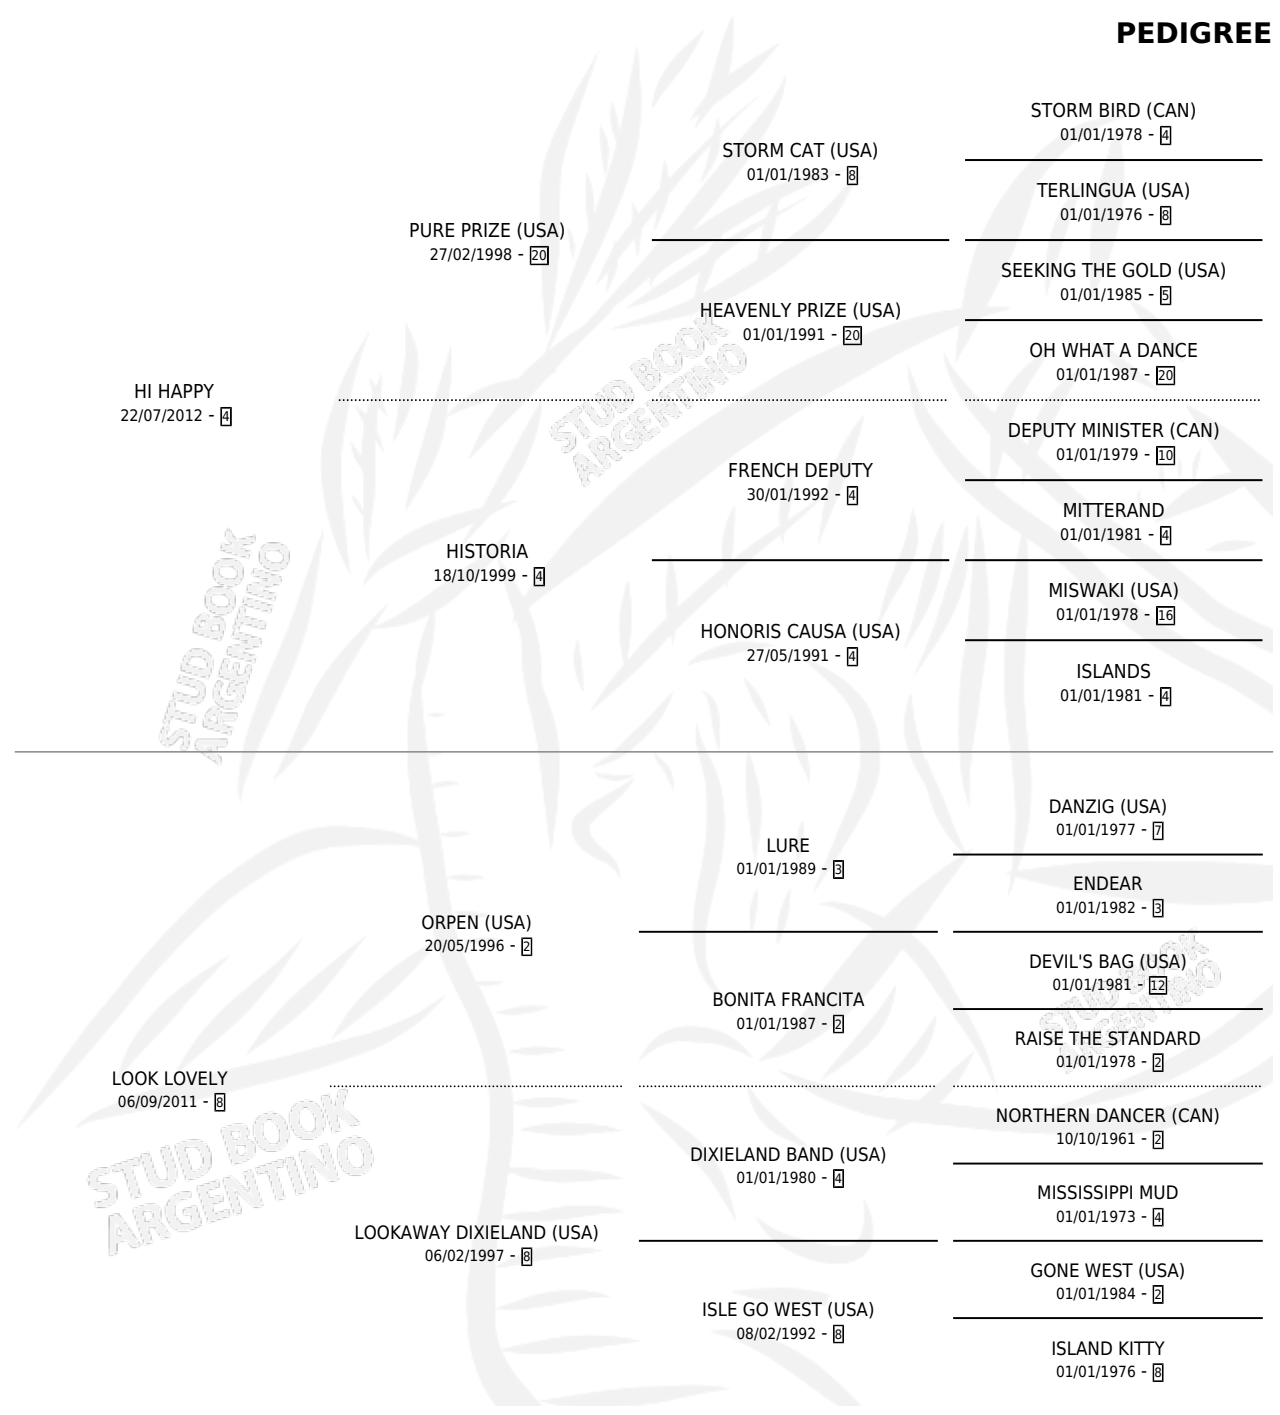 PEDIGREE
STORM BIRD (CAN)
01/01/1978 - 4
STORM CAT (USA)
01/01/1983 - 8
TERLINGUA (USA)
01/01/1976 - 8
PURE PRIZE (USA)
27/02/1998 - 20
SEEKING THE GOLD (USA)
01/01/1985 - 5
HEAVENLY PRIZE (USA)
01/01/1991 - 20
OH WHAT A DANCE
01/01/1987 - 20
HI HAPPY
22/07/2012 - 4
DEPUTY MINISTER (CAN)
01/01/1979 - 10
FRENCH DEPUTY
30/01/1992 - 4
MITTERAND
01/01/1981 - 4
HISTORIA
18/10/1999 - 4
MISWAKI (USA)
01/01/1978 - 16
HONORIS CAUSA (USA)
27/05/1991 - 4
ISLANDS
01/01/1981 - 4
STUD BOOK
ARGENTINO
STUD BOOK
ARGENTINO
DANZIG (USA)
01/01/1977 - 7
LURE
01/01/1989 - 3
ENDEAR
01/01/1982 - 3
ORPEN (USA)
20/05/1996 - 2
DEVIL'S BAG (USA)
01/01/1981 - 12
BONITA FRANCITA
01/01/1987 - 2
RAISE THE STANDARD
01/01/1978 - 2
STUD BOOK
ARGENTINO
LOOK LOVELY
06/09/2011 - 8
NORTHERN DANCER (CAN)
10/10/1961 - 2
DIXIELAND BAND (USA)
01/01/1980 - 4
MISSISSIPPI MUD
01/01/1973 - 4
STUD BOOK
ARGENTINO
LOOKAWAY DIXIELAND (USA)
06/02/1997 - 8
GONE WEST (USA)
01/01/1984 - 2
ISLE GO WEST (USA)
08/02/1992 - 8
ISLAND KITTY
01/01/1976 - 8